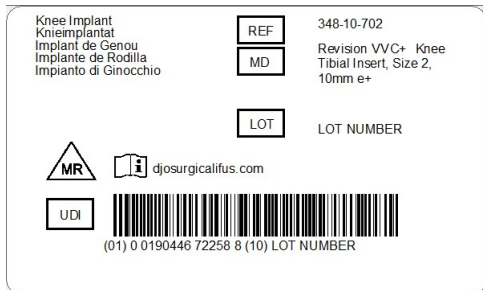 Knee Implant
Knieimplantat
Implant de Genou
Implante de Rodilla
Impianto di Ginocchio
REF
348-10-702
MD
Revision VVC+ Knee
Tibial Insert, Size 2,
10mm e+
LOT
LOT NUMBER
MR
i djosurgicalifus.com
UDI
(01) 0 0190446 72258 8 (10) LOT NUMBER